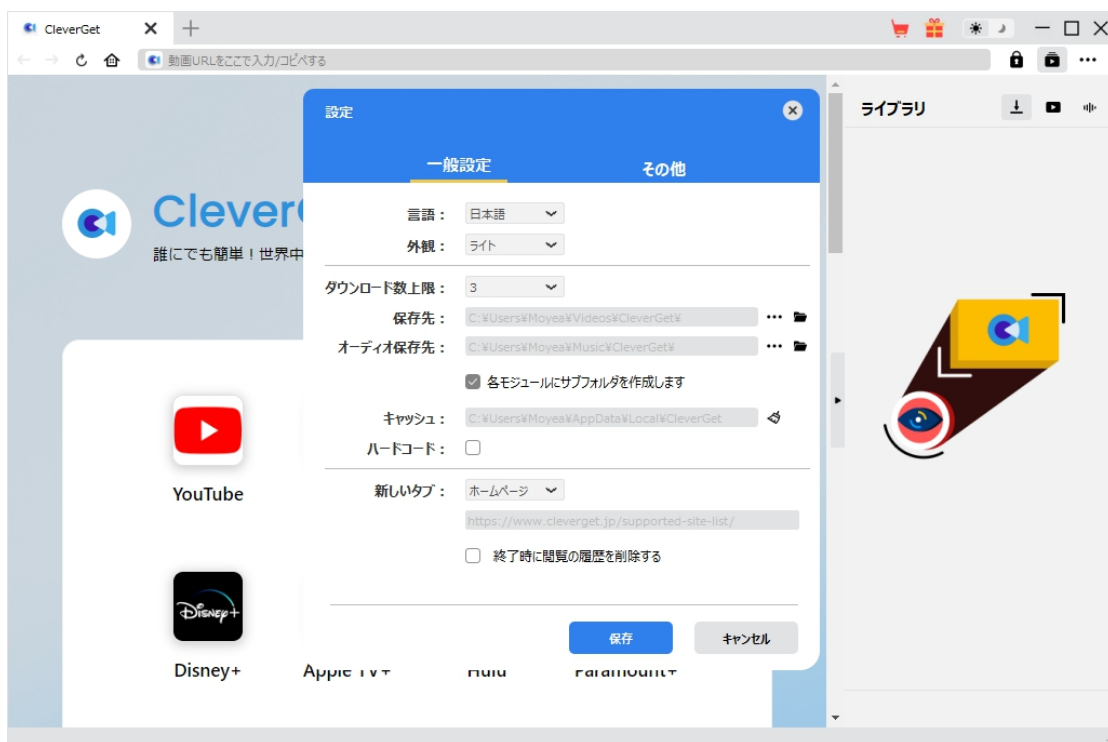 CleverGet
動画URLをここで入力/コピペする
ライブラリ
設定
一般設定
その他
Clever
誰にでも簡単！世界中
言語：
日本語
外観：
ライト
ダウンロード数上限：
3
保存先：
C:¥Users¥Moyea¥Videos¥CleverGet¥
オーディオ保存先：
C:¥Users¥Moyea¥Music¥CleverGet¥
各モジュールにサブフォルダを作成します
キャッシュ：
C:¥Users¥Moyea¥AppData¥Local¥CleverGet
ハードコード：
新しいタブ：
ホームページ
https://www.cleverget.jp/supported-site-list/
終了時に閲覧の履歴を削除する
保存
キャンセル
YouTube
Disney+
Disney+
Apple TV+
Hulu
Paramount+